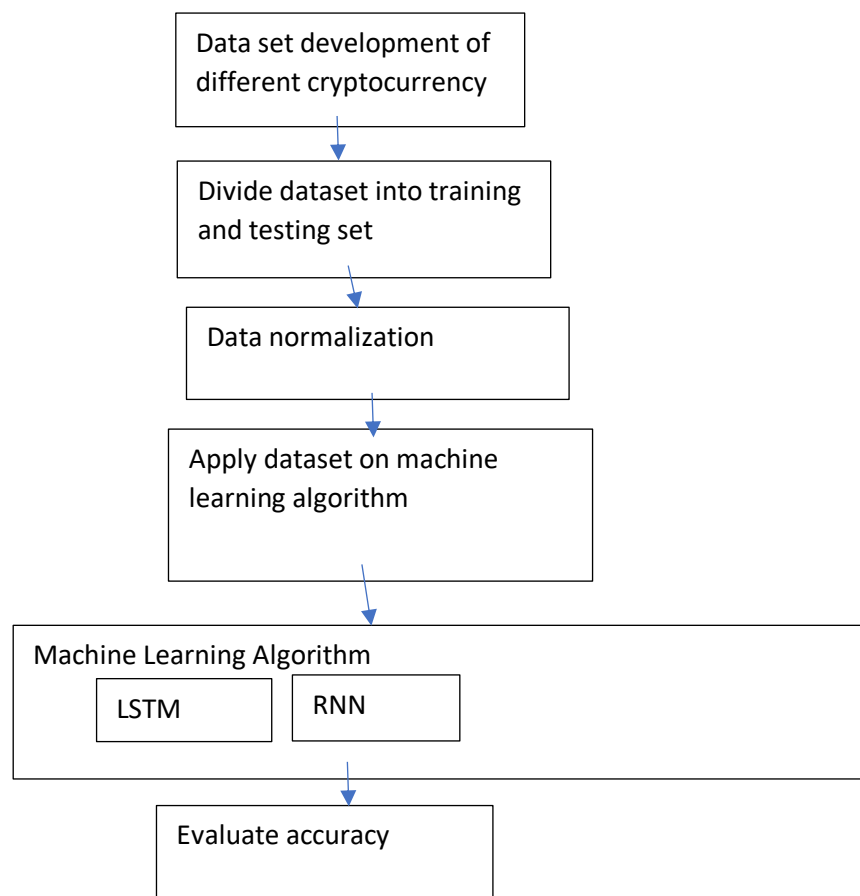 Data set development of
different cryptocurrency
Divide dataset into training
and testing set
Data normalization
Apply dataset on machine
learning algorithm
Machine Learning Algorithm
LSTM
RNN
Evaluate accuracy